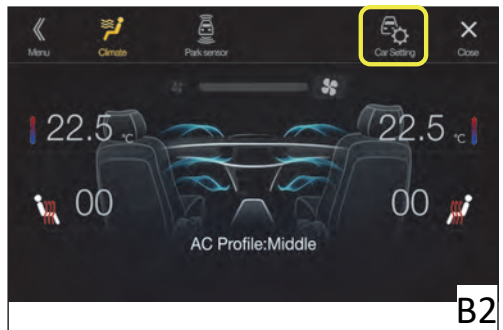 Menu Climate Park sensor Car Setting Close
22.5 °C 22.5 °C
00 00
AC Profile:Middle
B2